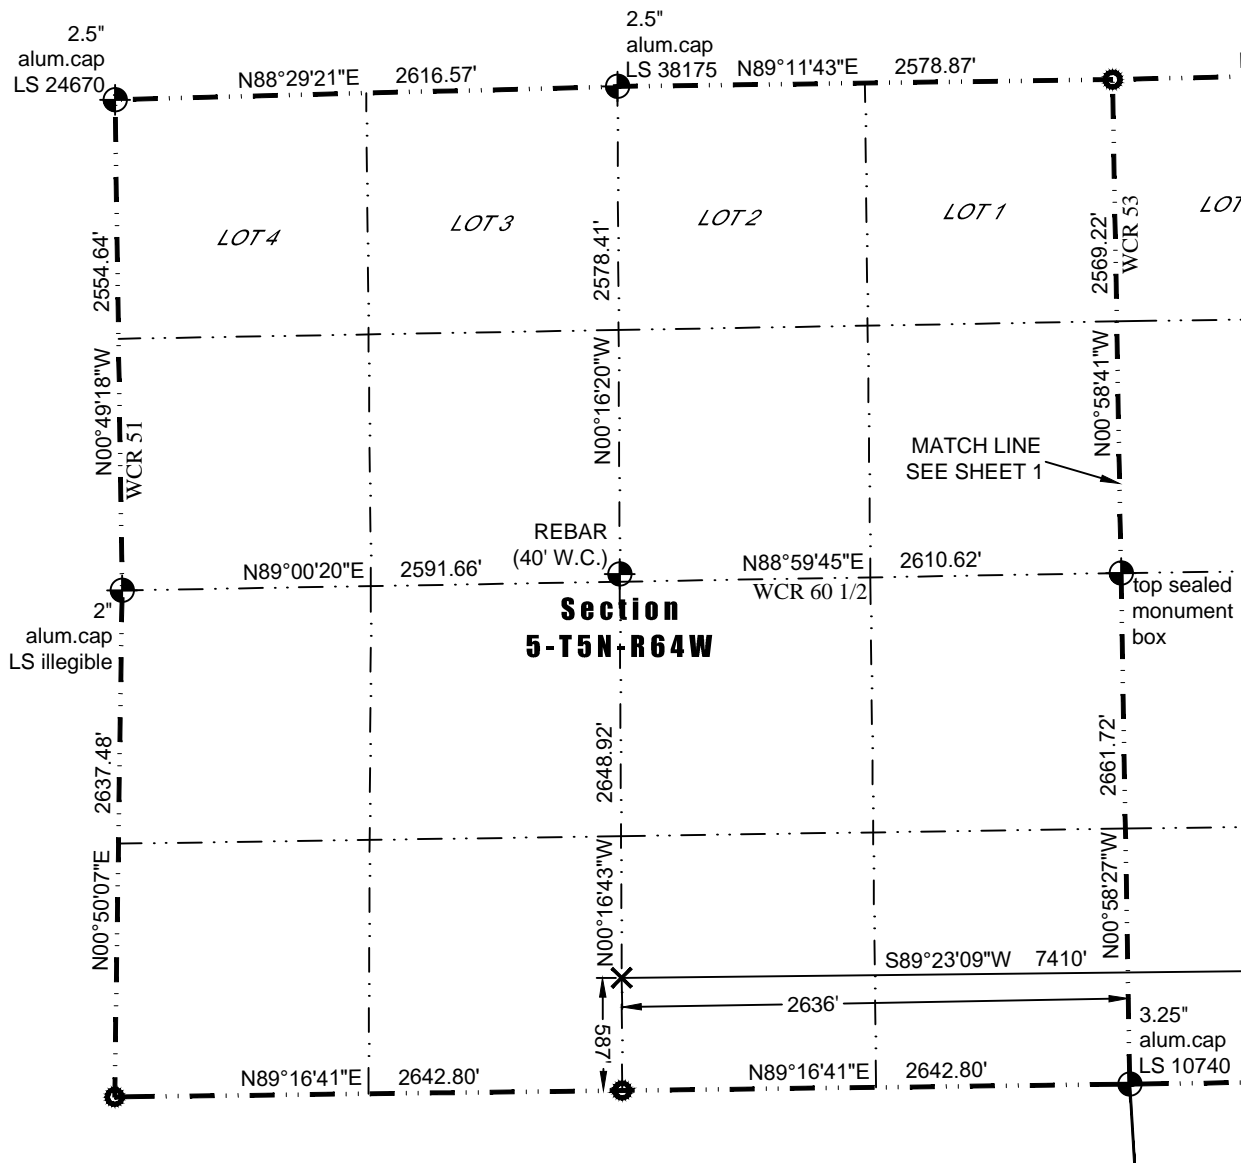 2.5"
alum.cap
LS 24670
N88°29'21"E 2616.57'
2.5"
alum.cap
LS 38175
N89°11'43"E 2578.87'
LOT 4
LOT 3
LOT 2
LOT 1
LOT
2554.64'
N00°49'18"W
WCR 51
2578.41'
N00°16'20"W
2569.22'
WCR 53
N00°58'41"W
MATCH LINE
SEE SHEET 1
REBAR
(40' W.C.)
N89°00'20"E 2591.66'
N88°59'45"E 2610.62'
WCR 60 1/2
2"
alum.cap
LS illegible
Section
5-T5N-R64W
top sealed
monument
box
2637.48'
N00°50'07"E
2648.92'
N00°16'43"W
2661.72'
N00°58'27"W
S89°23'09"W 7410'
2636'
587'
3.25"
alum.cap
LS 10740
N89°16'41"E 2642.80'
N89°16'41"E 2642.80'